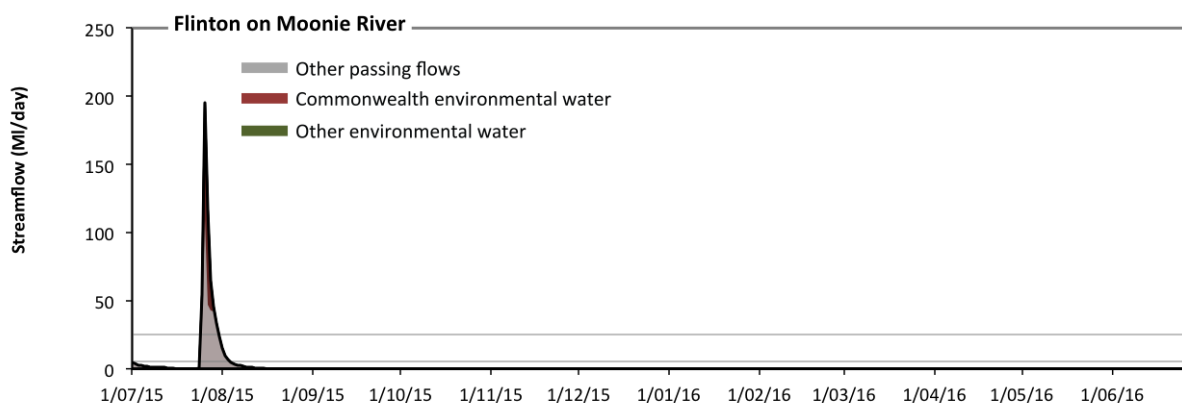 Flinton on Moonie River
250
Other passing flows
Commonwealth environmental water
200
Other environmental water
150
100
50
0
Streamflow (Ml/day)
1/07/15 1/08/15 1/09/15 1/10/15 1/11/15 1/12/15 1/01/16 1/02/16 1/03/16 1/04/16 1/05/16 1/06/16